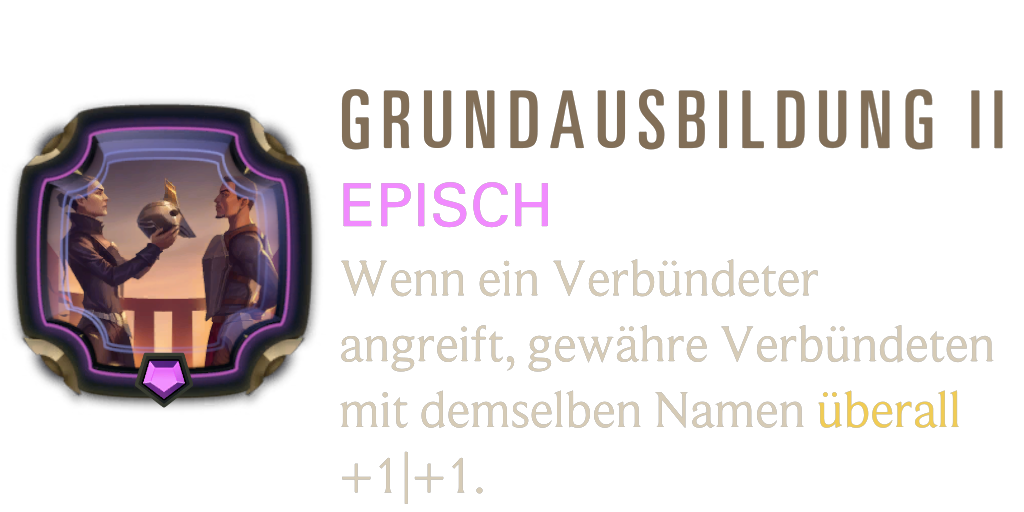 GRUNDAUSBILDUNG II
EPISCH
Wenn ein Verbündeter
angreift, gewähre Verbündeten
mit demselben Namen überall
+1|+1.